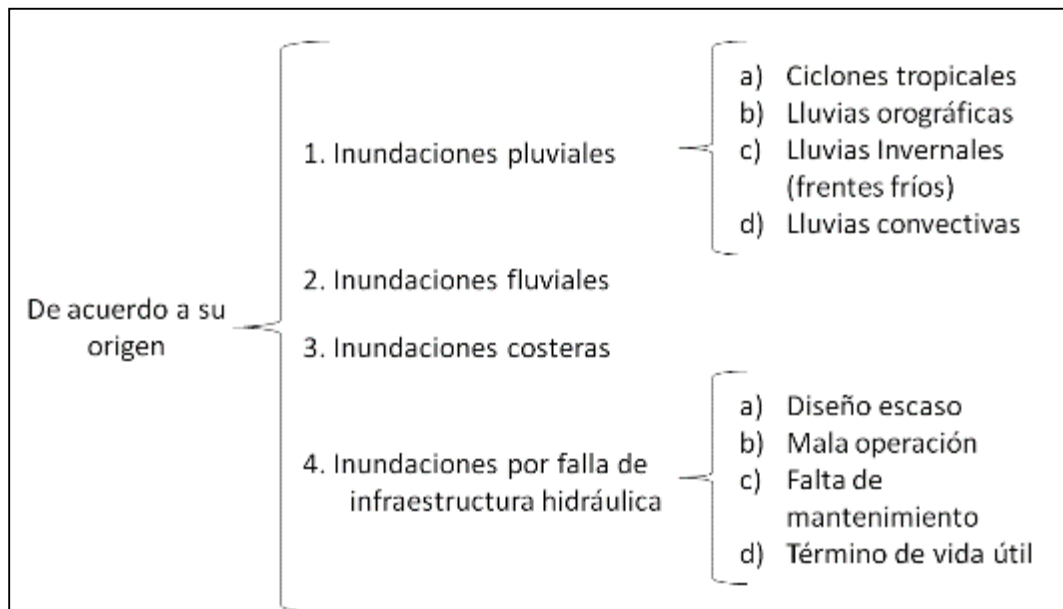 De acuerdo a su
origen
1. Inundaciones pluviales
a) Ciclones tropicales
b) Lluvias orográficas
c) Lluvias Invernales
(frentes fríos)
d) Lluvias convectivas
2. Inundaciones fluviales
3. Inundaciones costeras
4. Inundaciones por falla de
infraestructura hidráulica
a) Diseño escaso
b) Mala operación
c) Falta de
mantenimiento
d) Término de vida útil